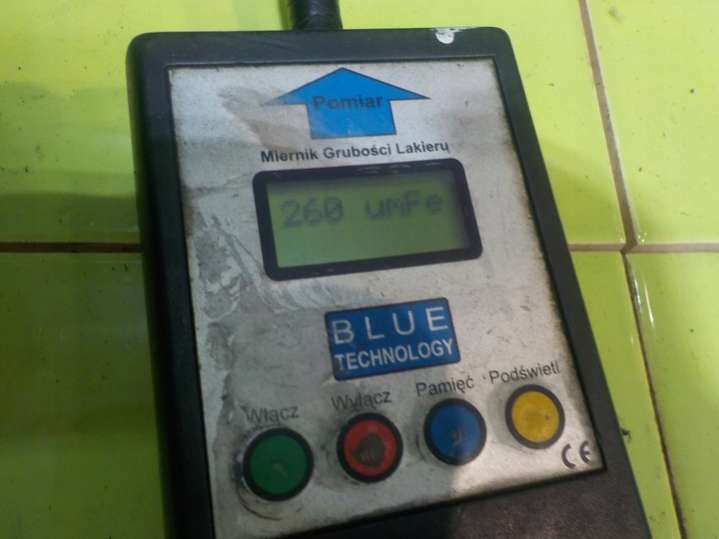 Pomiar
Miernik Grubości Lakieru
260 umFe
BLUE
TECHNOLOGY
Włącz Wyłącz Pamięć Podświetl
CE